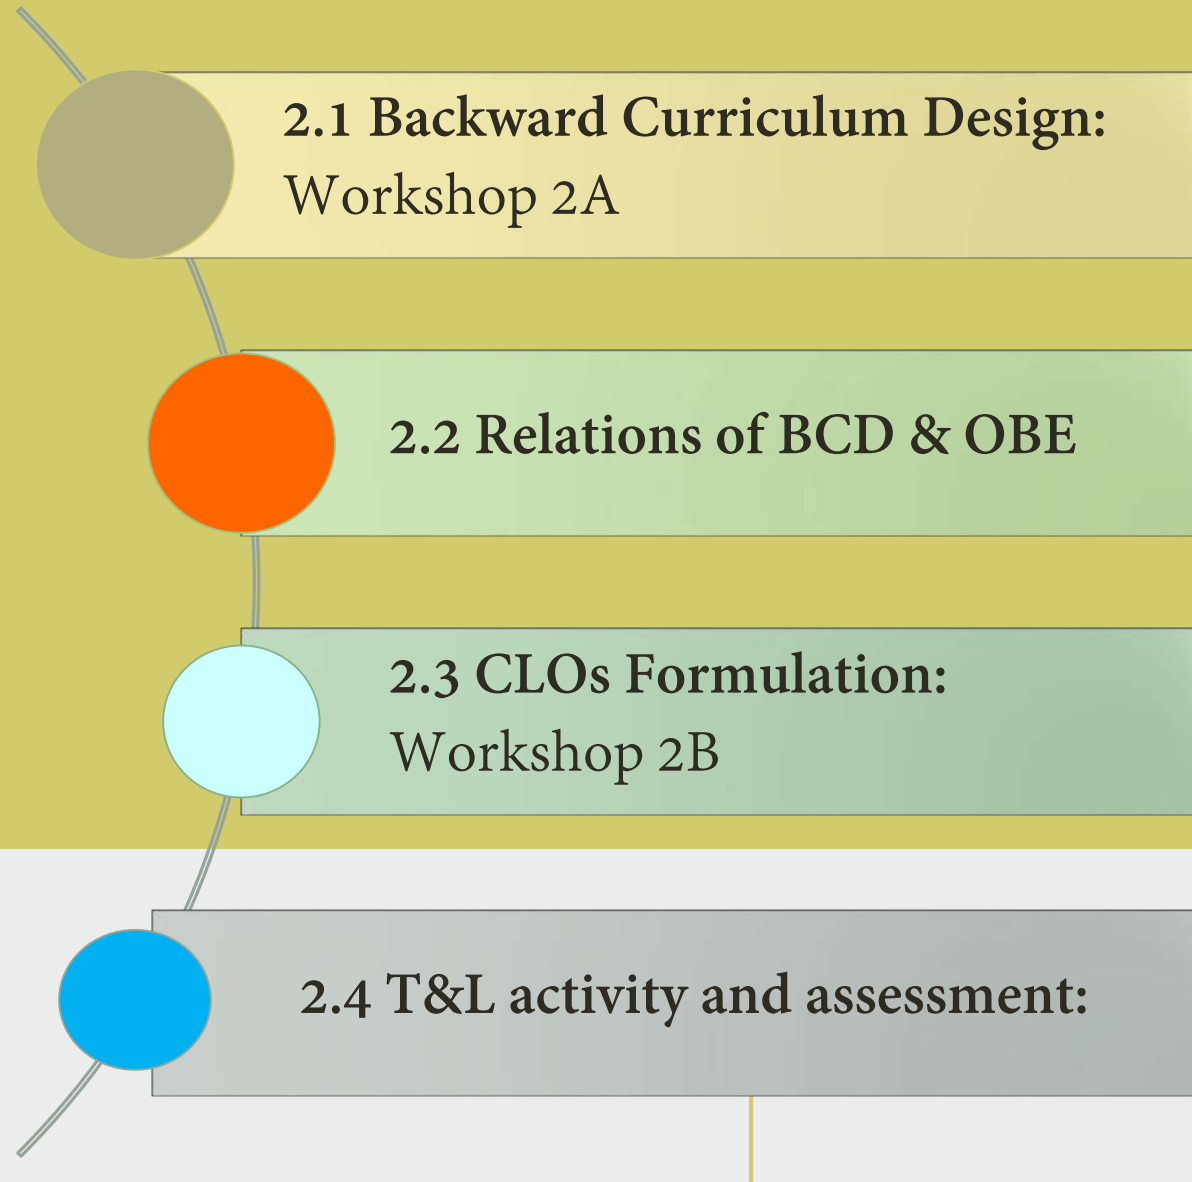 2.1 Backward Curriculum Design:
Workshop 2A
2.2 Relations of BCD & OBE
2.3 CLOs Formulation:
Workshop 2B
2.4 T&L activity and assessment: